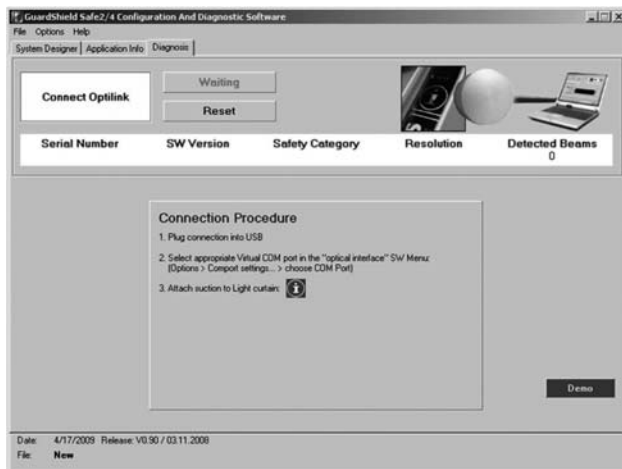 GuardShield Safe2/4 Configuration And Diagnostic Software
File Options Help
System Designer Application Info Diagnosis
Connect Optilink
Waiting
Reset
Serial Number SW Version Safety Category Resolution Detected Beams
0
Connection Procedure
1. Plug connection into USB
2. Select appropriate Virtual COM port in the "optical interface" SW Menu:
(Options > Comport settings... > choose COM Port)
3. Attach suction to Light curtain:
Demo
Date: 4/17/2009 Release: V0.90 / 03.11.2008
File: New